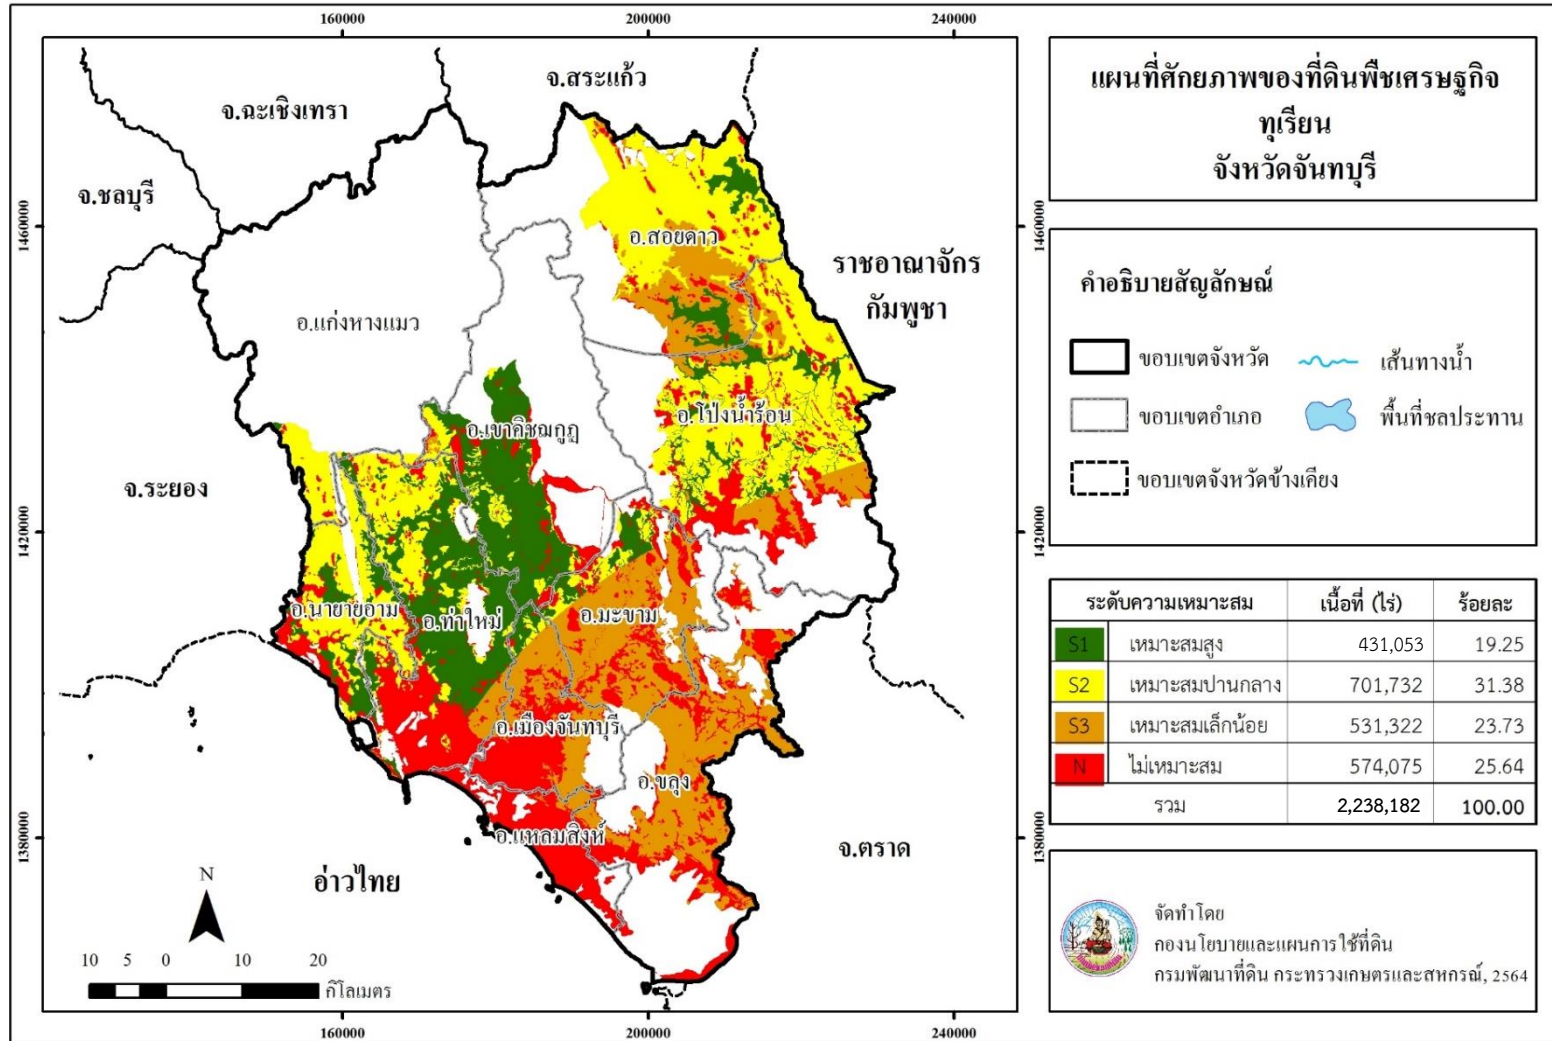 160000
200000
240000
แผนที่ศักยภาพของที่ดินพืชเศรษฐกิจ
ทุเรียน
จังหวัดจันทบุรี
จ.สระแก้ว
จ.ฉะเชิงเทรา
จ.ชลบุรี
1460000
1460000
อ.สอยดาว
ราชอาณาจักร
กัมพูชา
อ.แก่งหางแมว
คำอธิบายสัญลักษณ์
ขอบเขตจังหวัด
เส้นทางน้ำ
ขอบเขตอำเภอ
พื้นที่ชลประทาน
ขอบเขตจังหวัดข้างเคียง
อ.โป่งน้ำร้อน
อ.เขาคิชฌกูฏ
จ.ระยอง
1420000
1420000
อ.นายายอาม
อ.ท่าใหม่
อ.มะขาม
ระดับความเหมาะสม เนื้อที่ (ไร่) ร้อยละ
S1 เหมาะสมสูง 431,053 19.25
S2 เหมาะสมปานกลาง 701,732 31.38
S3 เหมาะสมเล็กน้อย 531,322 23.73
N ไม่เหมาะสม 574,075 25.64
รวม 2,238,182 100.00
อ.เมืองจันทบุรี
อ.ขลุง
อ.แหลมสิงห์
1380000
1380000
จ.ตราด
อ่าวไทย
N
10 5 0 10 20
กิโลเมตร
จัดทำโดย
กองนโยบายและแผนการใช้ที่ดิน
กรมพัฒนาที่ดิน กระทรวงเกษตรและสหกรณ์, 2564
160000
200000
240000